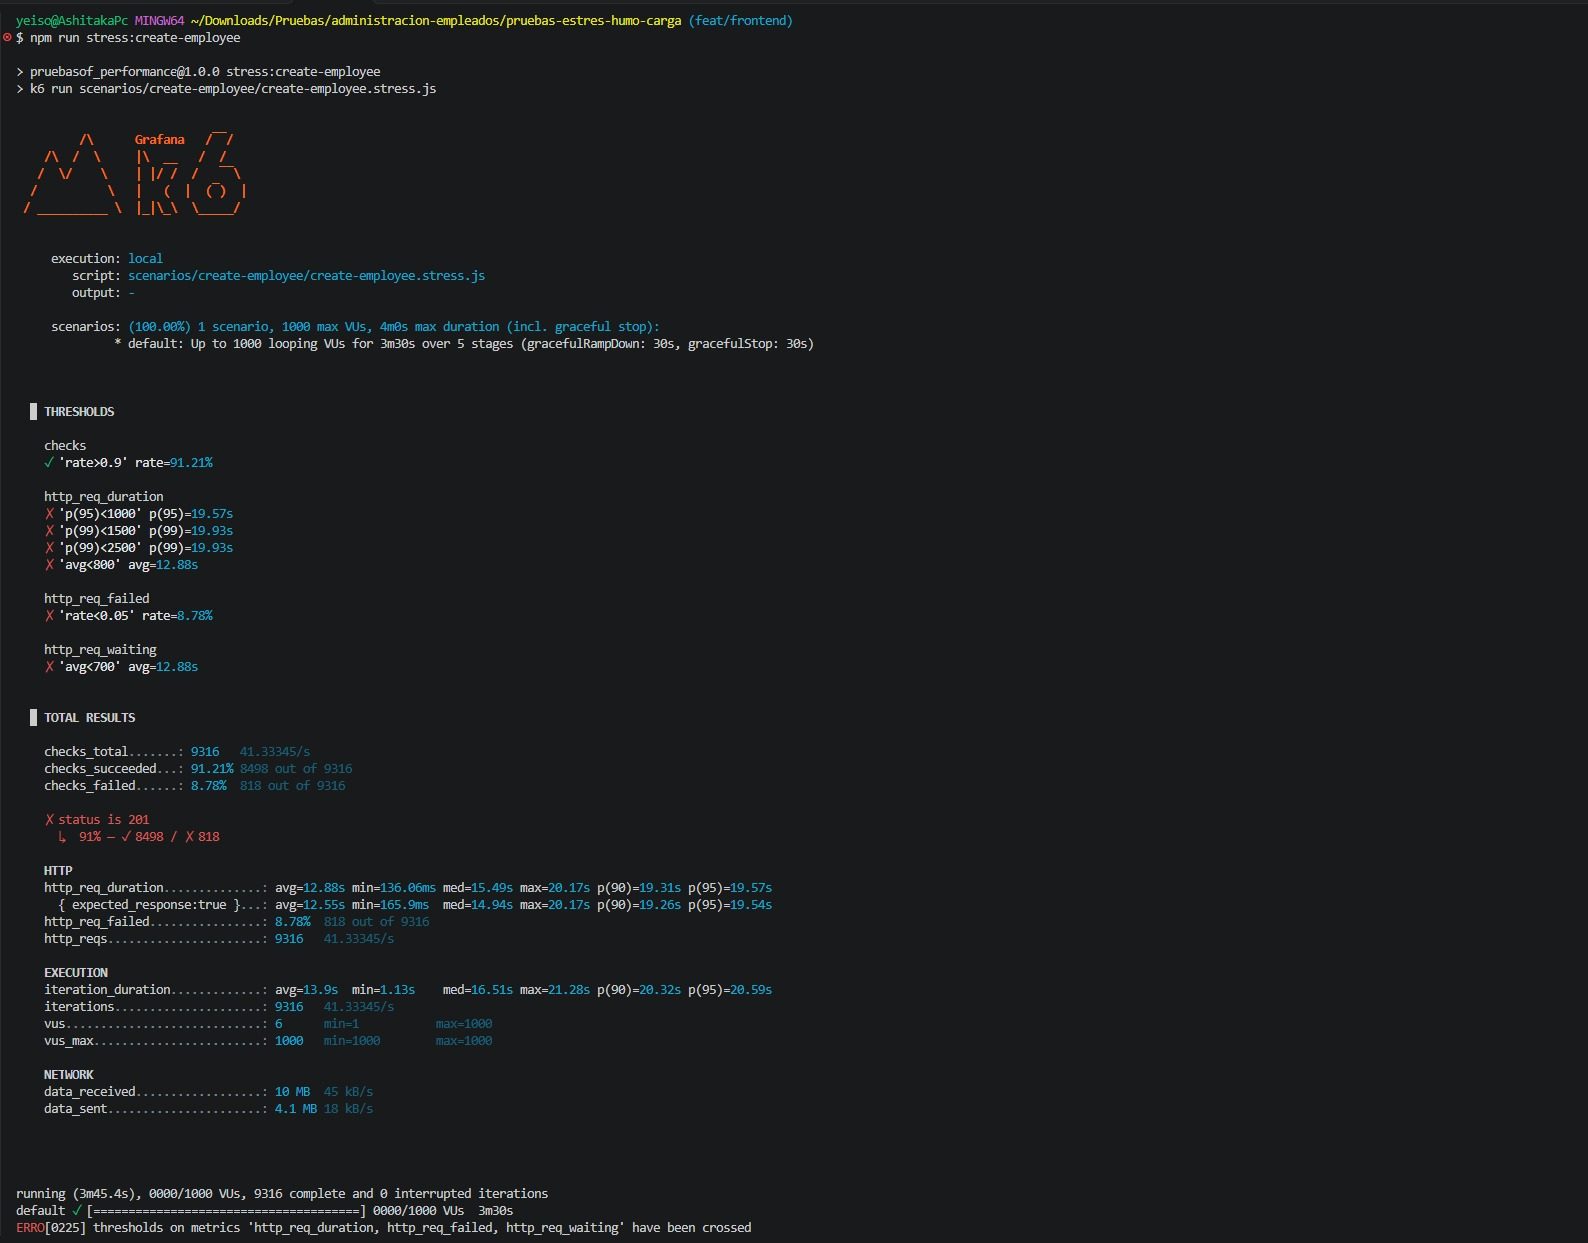 yeiso@AshitakaPc MINGW64 ~/Downloads/Pruebas/administracion-empleados/pruebas-estres-humo-carga (feat/frontend)
$ npm run stress:create-employee
> pruebasof_performance@1.0.0 stress:create-employee
> k6 run scenarios/create-employee/create-employee.stress.js
Grafana
execution: local
script: scenarios/create-employee/create-employee.stress.js
output: -
scenarios: (100.00%) 1 scenario, 1000 max VUs, 4m0s max duration (incl. graceful stop):
* default: Up to 1000 looping VUs for 3m30s over 5 stages (gracefulRampDown: 30s, gracefulStop: 30s)
█ THRESHOLDS
checks
✓ 'rate>0.9' rate=91.21%
http_req_duration
✗ 'p(95)<1000' p(95)=19.57s
✗ 'p(99)<1500' p(99)=19.93s
✗ 'p(99)<2500' p(99)=19.93s
✗ 'avg<800' avg=12.88s
http_req_failed
✗ 'rate<0.05' rate=8.78%
http_req_waiting
✗ 'avg<700' avg=12.88s
█ TOTAL RESULTS
checks_total.......: 9316 41.33345/s
checks_succeeded...: 91.21% 8498 out of 9316
checks_failed......: 8.78% 818 out of 9316
✗ status is 201
↳ 91% — ✓ 8498 / ✗ 818
HTTP
http_req_duration..............: avg=12.88s min=136.06ms med=15.49s max=20.17s p(90)=19.31s p(95)=19.57s
{ expected_response:true }...: avg=12.55s min=165.9ms med=14.94s max=20.17s p(90)=19.26s p(95)=19.54s
http_req_failed................: 8.78% 818 out of 9316
http_reqs......................: 9316 41.33345/s
EXECUTION
iteration_duration.............: avg=13.9s min=1.13s med=16.51s max=21.28s p(90)=20.32s p(95)=20.59s
iterations.....................: 9316 41.33345/s
vus............................: 6 min=1 max=1000
vus_max........................: 1000 min=1000 max=1000
NETWORK
data_received..................: 10 MB 45 kB/s
data_sent......................: 4.1 MB 18 kB/s
running (3m45.4s), 0000/1000 VUs, 9316 complete and 0 interrupted iterations
default ✓ [======================================] 0000/1000 VUs 3m30s
ERRO[0225] thresholds on metrics 'http_req_duration, http_req_failed, http_req_waiting' have been crossed